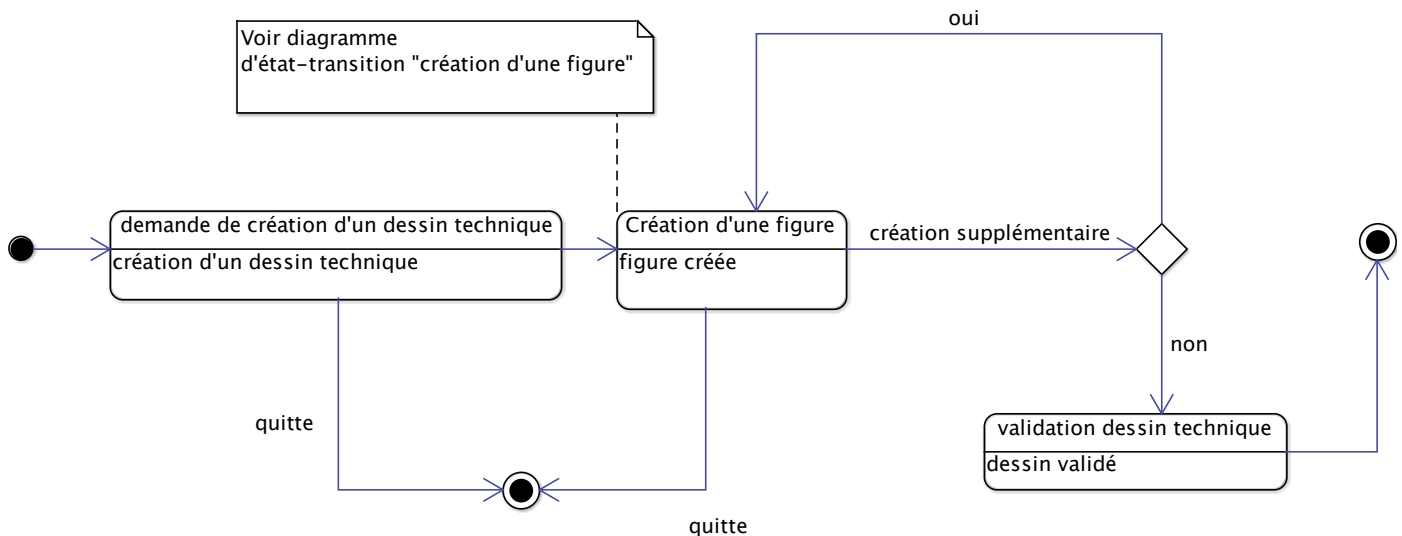 oui
Voir diagramme
d'état-transition "création d'une figure"
demande de création d'un dessin technique
création d'un dessin technique
Création d'une figure
figure créée
création supplémentaire
non
quitte
validation dessin technique
dessin validé
quitte